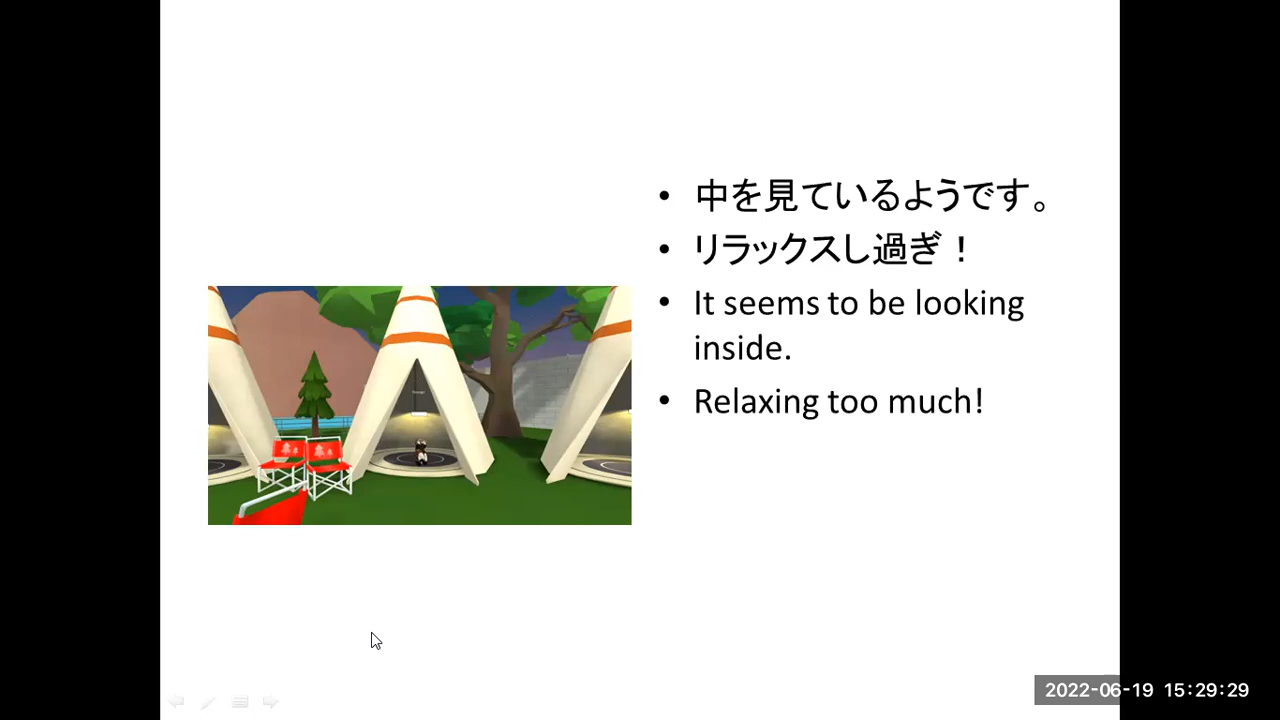 • 中を見ているようです。
• リラックスし過ぎ！
• It seems to be looking
inside.
• Relaxing too much!
2022-06-19 15:29:29